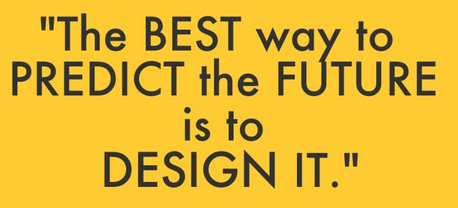 "The BEST way to
PREDICT the FUTURE
is to
DESIGN IT."